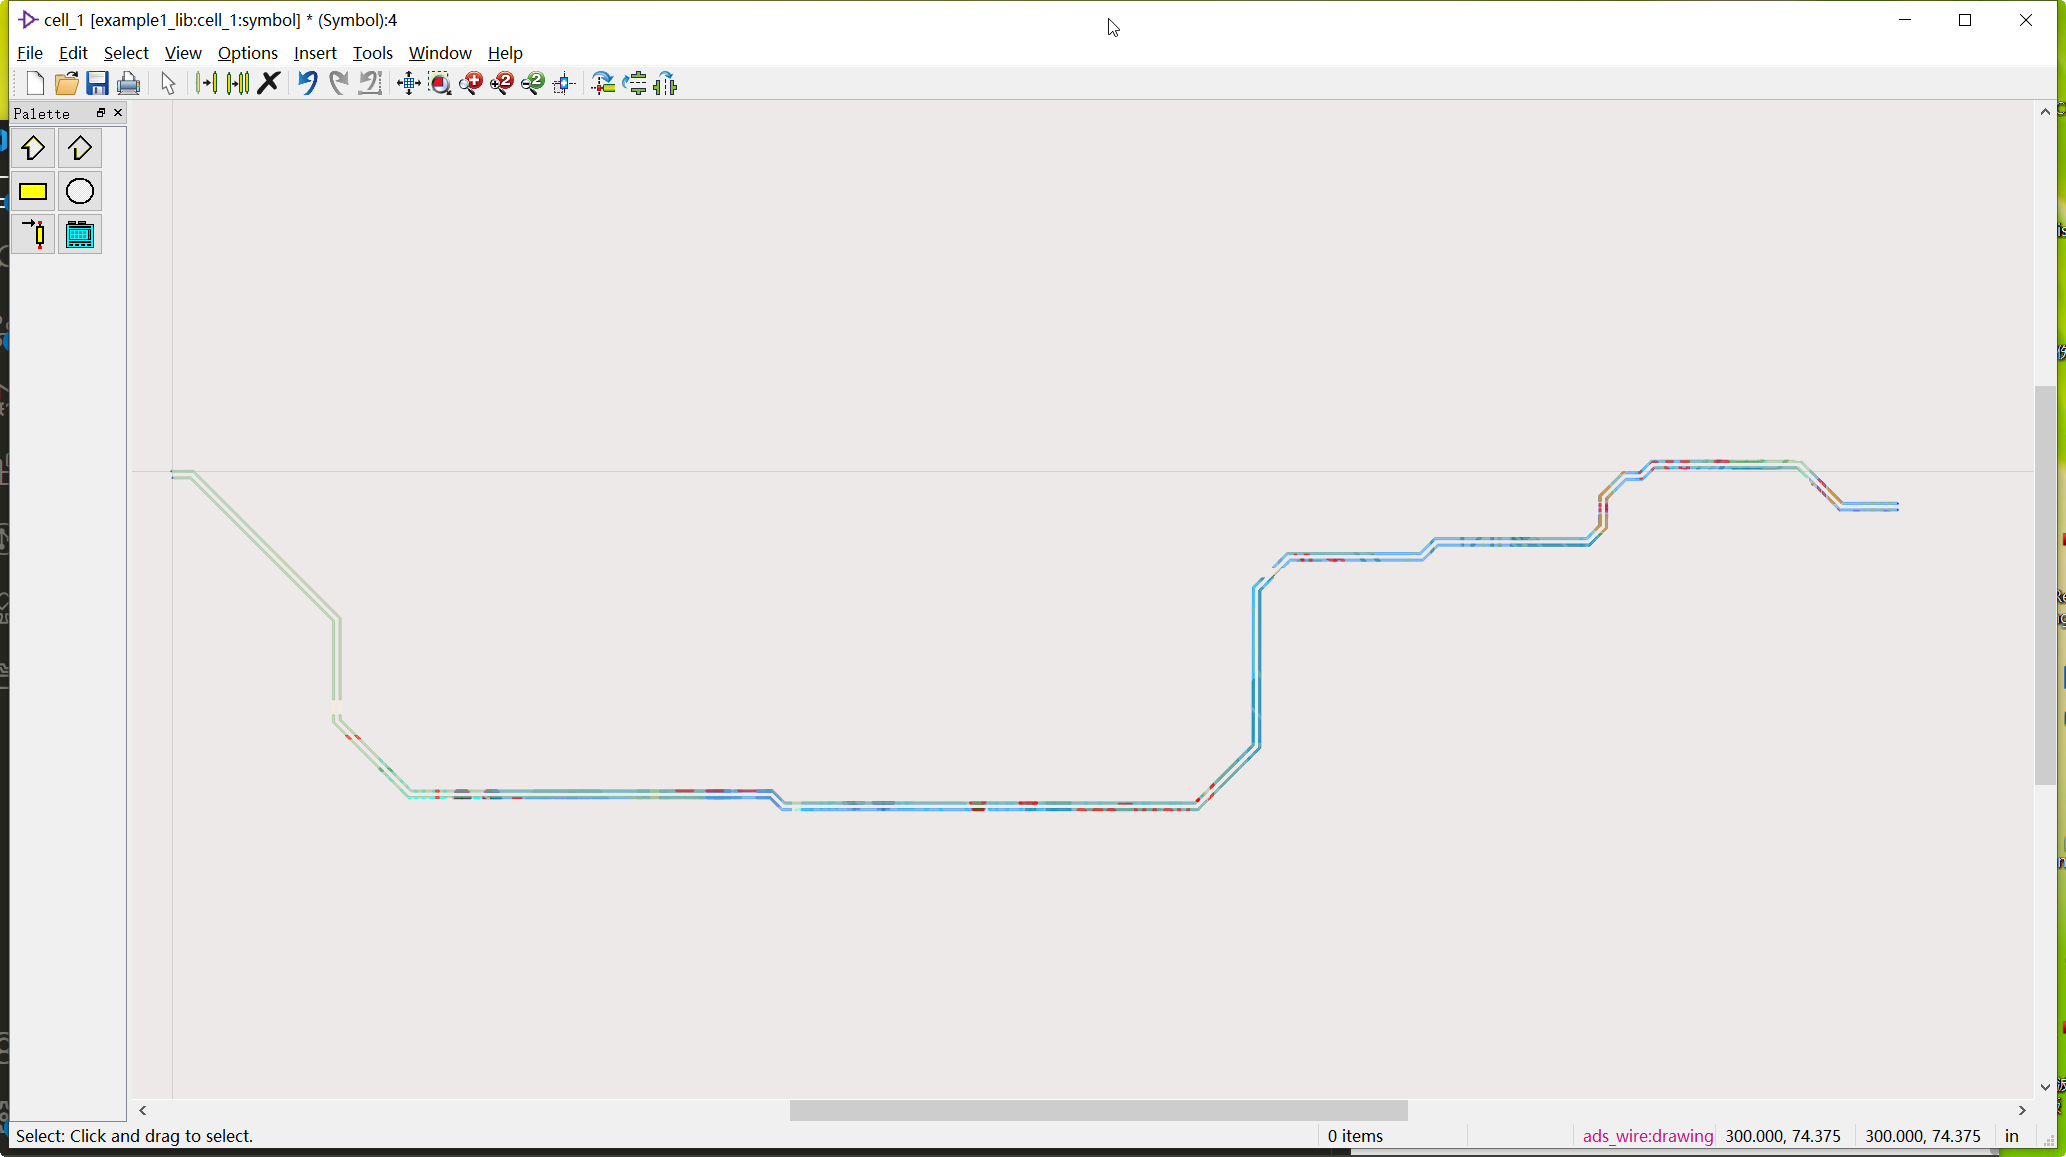 cell_1 [example1_lib:cell_1:symbol] * (Symbol):4
File Edit Select View Options Insert Tools Window Help
Palette
Select: Click and drag to select.
0 items
ads_wire:drawing
300.000, 74.375
300.000, 74.375
in